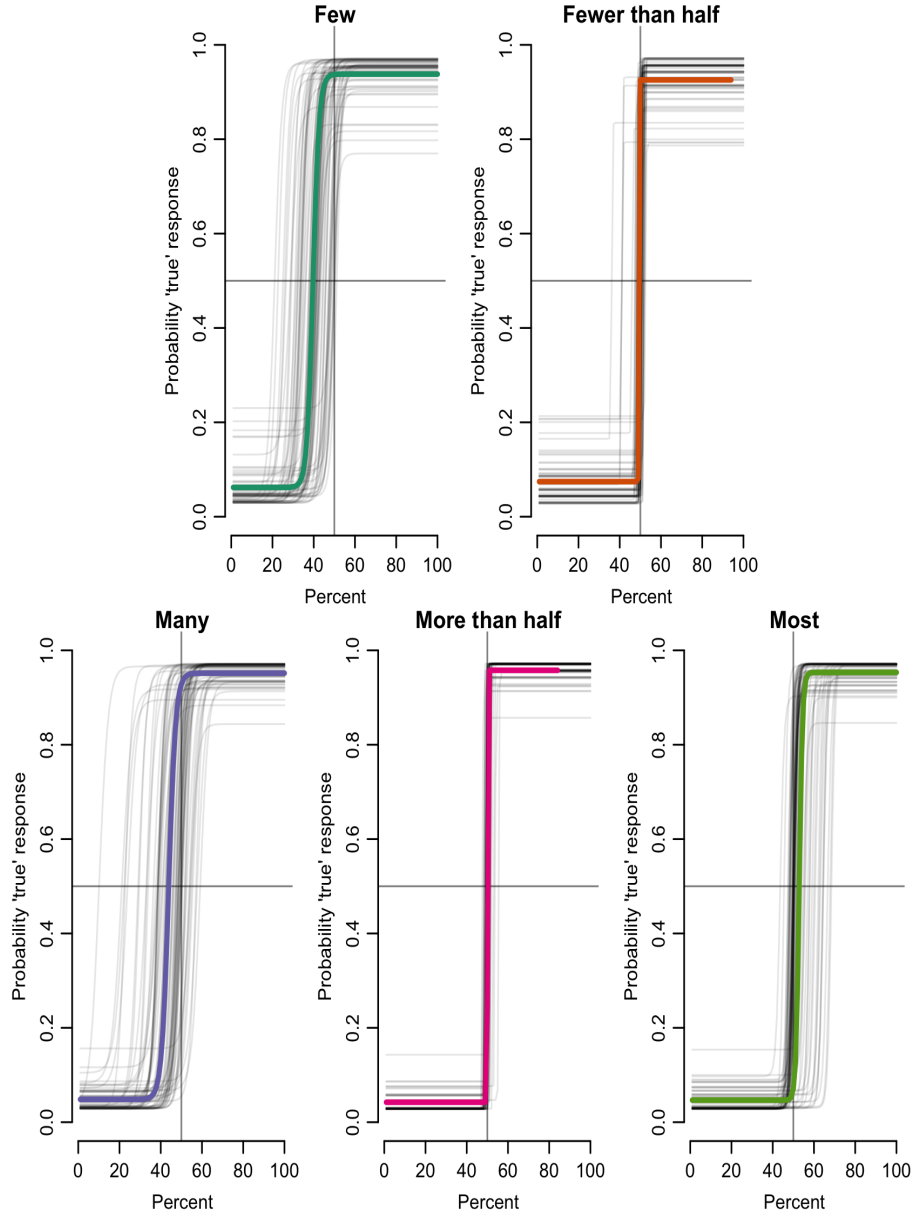 Few
Fewer than half
Probability 'true' response
0.0 0.2 0.4 0.6 0.8 1.0
0 20 40 60 80 100
Percent
Probability 'true' response
0.0 0.2 0.4 0.6 0.8 1.0
0 20 40 60 80 100
Percent
Many
More than half
Most
Probability 'true' response
0.0 0.2 0.4 0.6 0.8 1.0
0 20 40 60 80 100
Percent
Probability 'true' response
0.0 0.2 0.4 0.6 0.8 1.0
0 20 40 60 80 100
Percent
Probability 'true' response
0.0 0.2 0.4 0.6 0.8 1.0
0 20 40 60 80 100
Percent